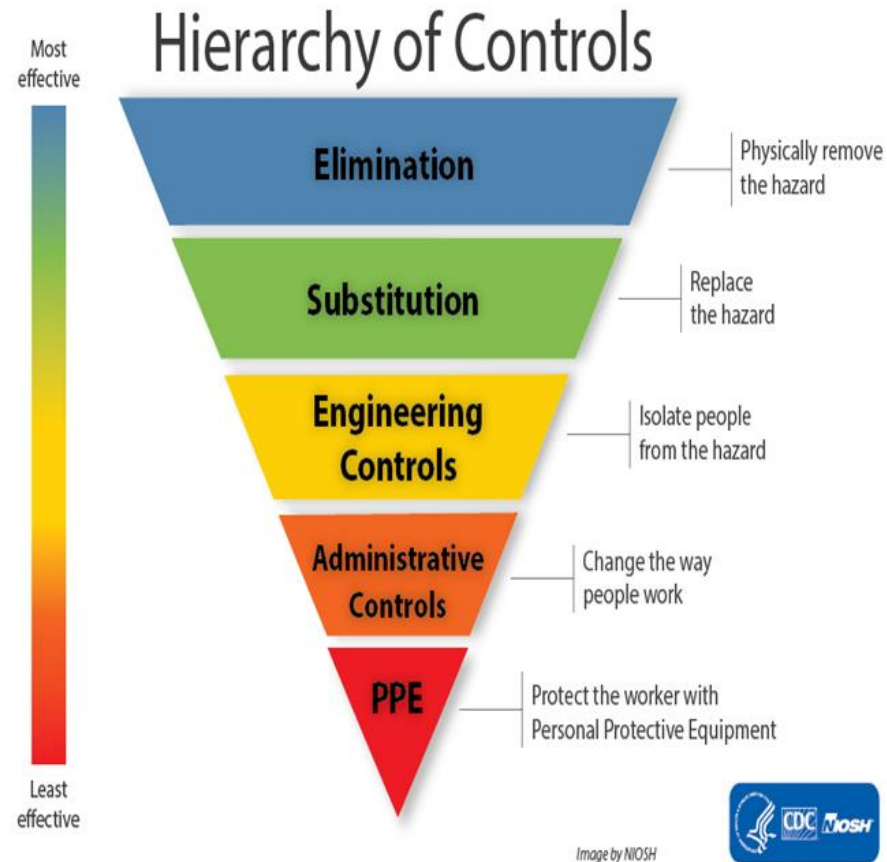 Hierarchy of Controls
Most
effective
Elimination
Physically remove
the hazard
Substitution
Replace
the hazard
Engineering
Controls
Isolate people
from the hazard
Administrative
Controls
Change the way
people work
PPE
Protect the worker with
Personal Protective Equipment
Least
effective
CDC NIOSH
Image by NIOSH